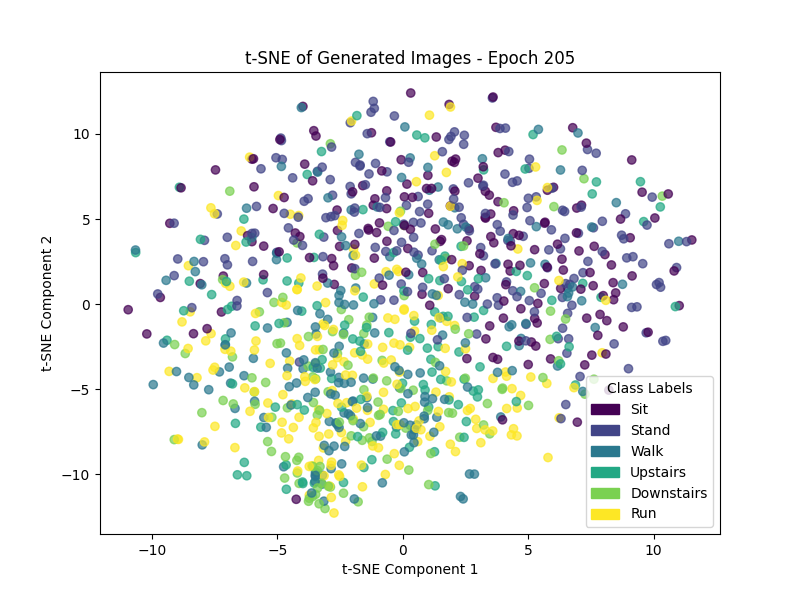 t-SNE of Generated Images - Epoch 205
t-SNE Component 2
10
5
0
−5
−10
−10
−5
0
5
10
t-SNE Component 1
Class Labels
Sit
Stand
Walk
Upstairs
Downstairs
Run